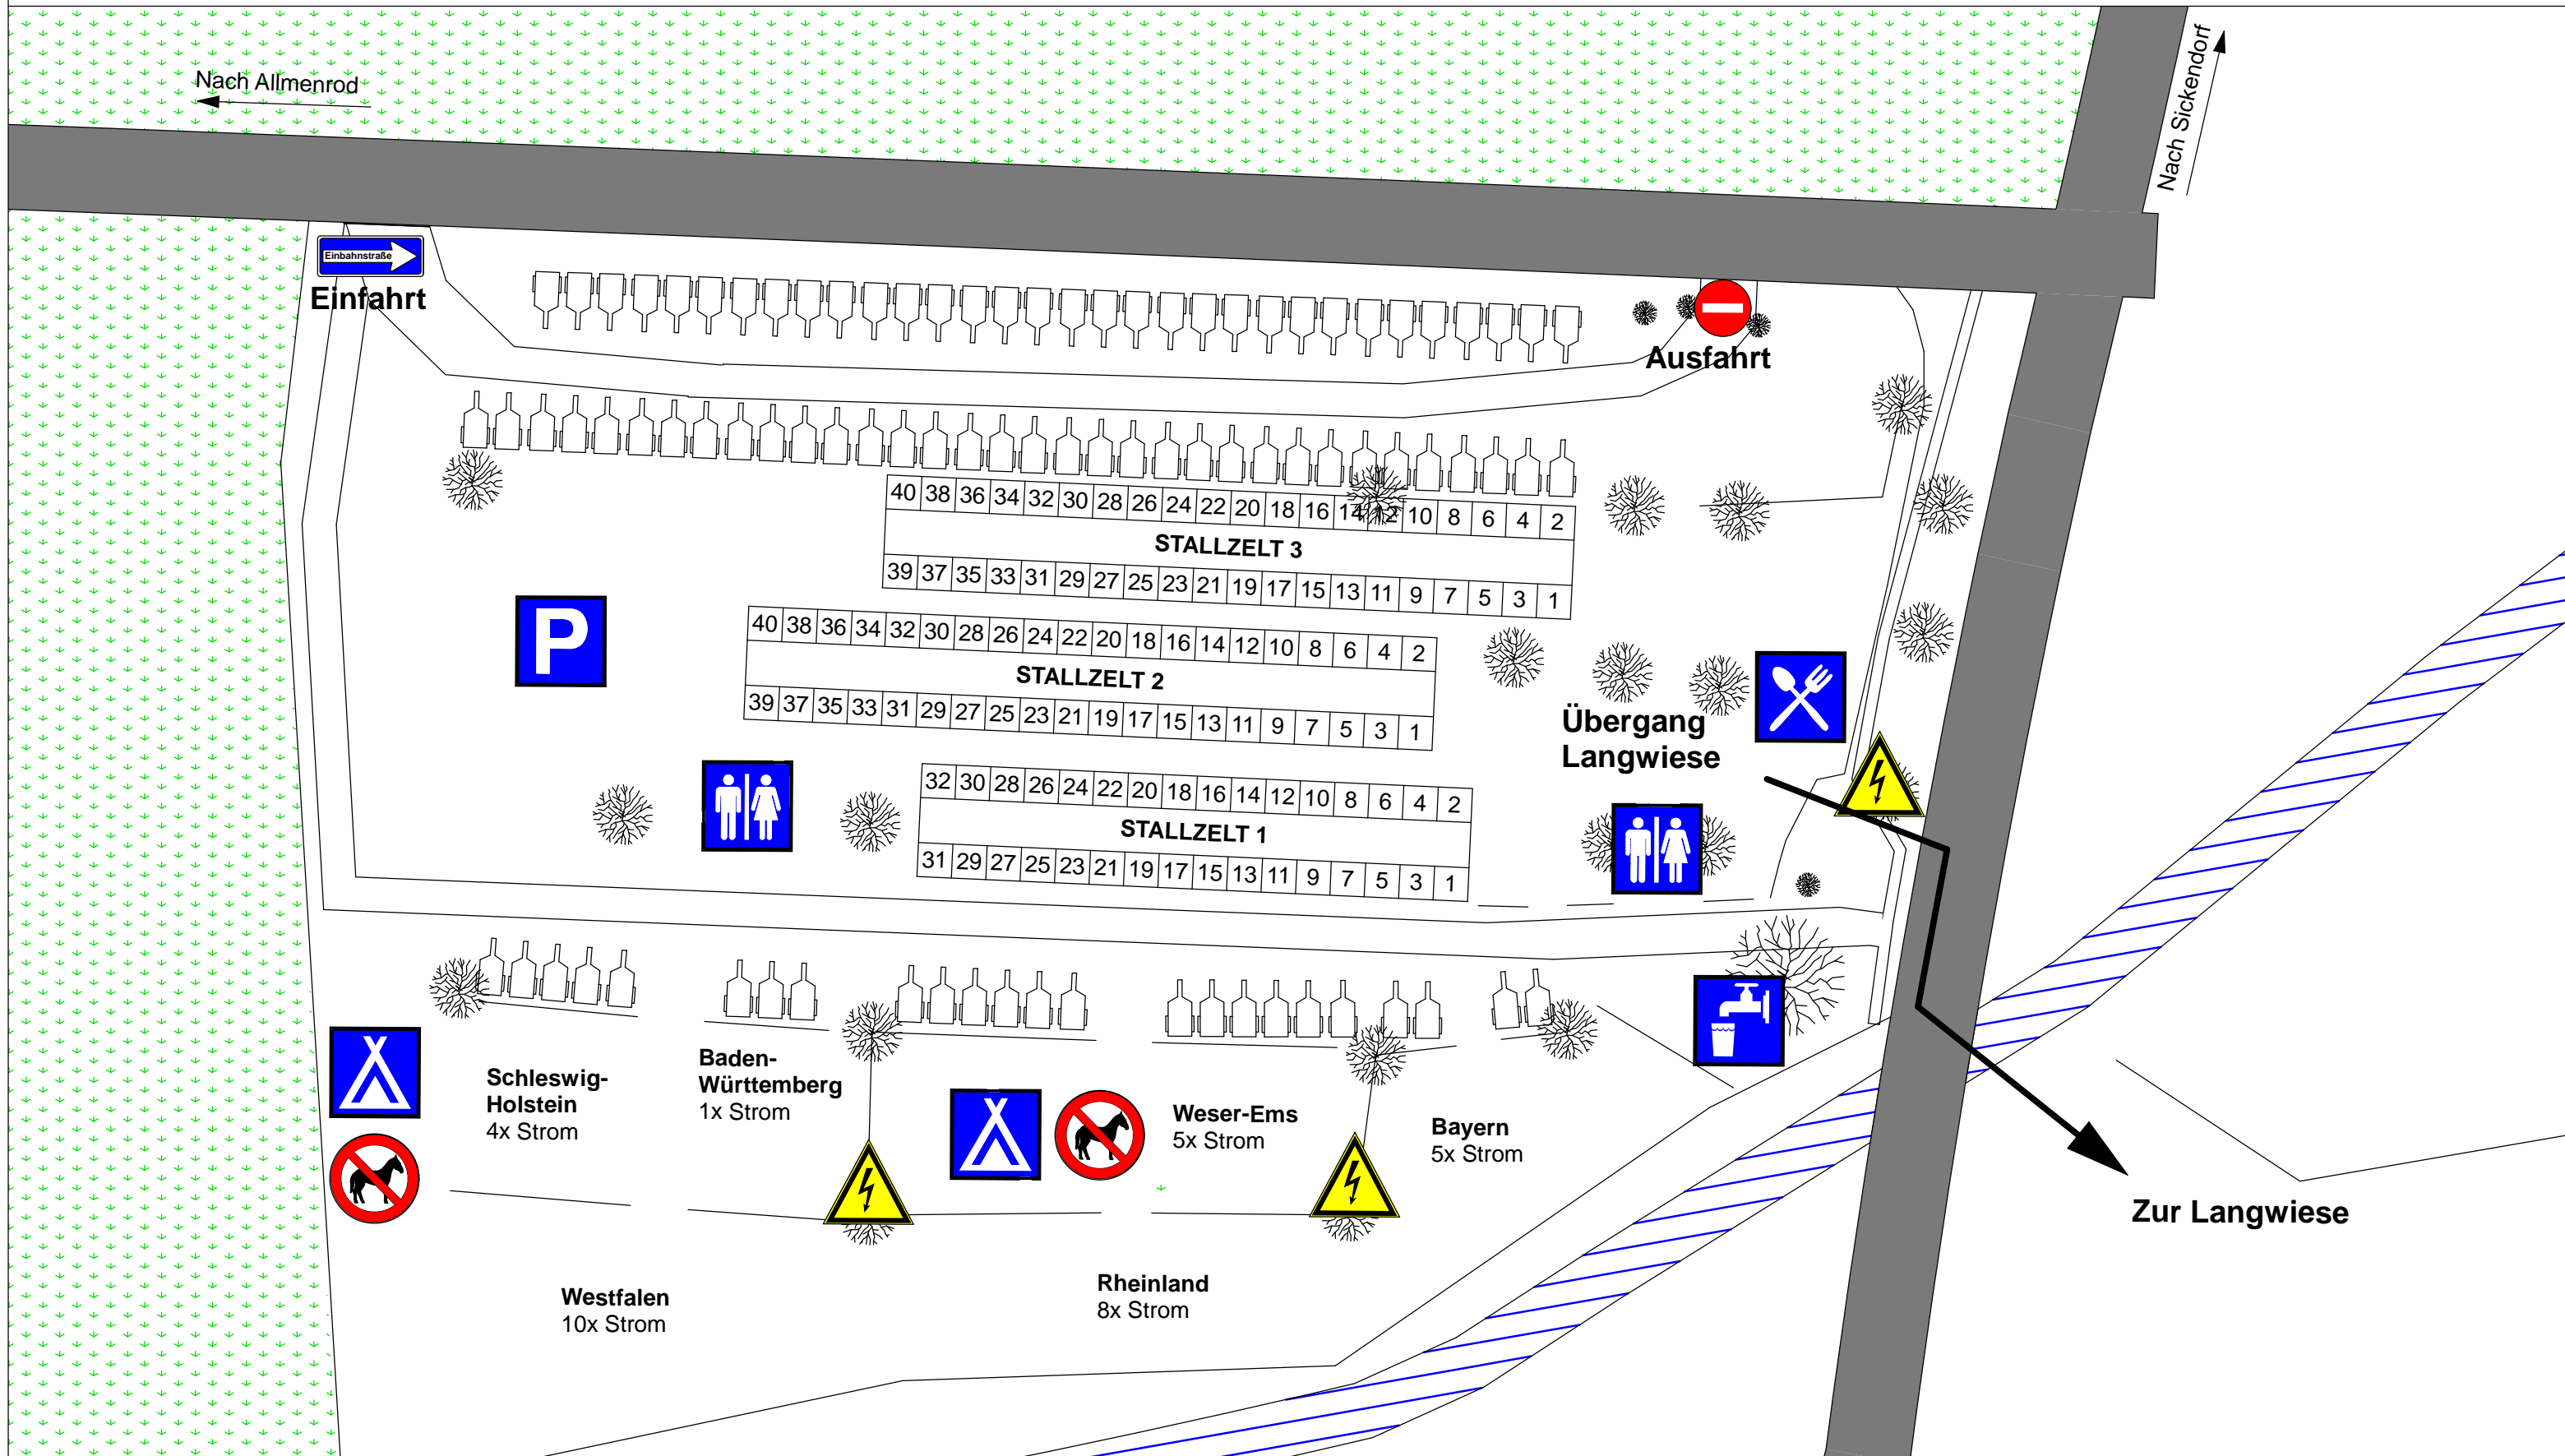 Nach Allmenrod
Nach Sickendorf
Einbahnstraße
Einfahrt
Ausfahrt
40 38 36 34 32 30 28 26 24 22 20 18 16 14 12 10 8 6 4 2
STALLZELT 3
39 37 35 33 31 29 27 25 23 21 19 17 15 13 11 9 7 5 3 1
P
40 38 36 34 32 30 28 26 24 22 20 18 16 14 12 10 8 6 4 2
STALLZELT 2
39 37 35 33 31 29 27 25 23 21 19 17 15 13 11 9 7 5 3 1
Übergang
Langwiese
32 30 28 26 24 22 20 18 16 14 12 10 8 6 4 2
STALLZELT 1
31 29 27 25 23 21 19 17 15 13 11 9 7 5 3 1
Schleswig-
Holstein
4x Strom
Baden-
Württemberg
1x Strom
Weser-Ems
5x Strom
Bayern
5x Strom
Zur Langwiese
Westfalen
10x Strom
Rheinland
8x Strom